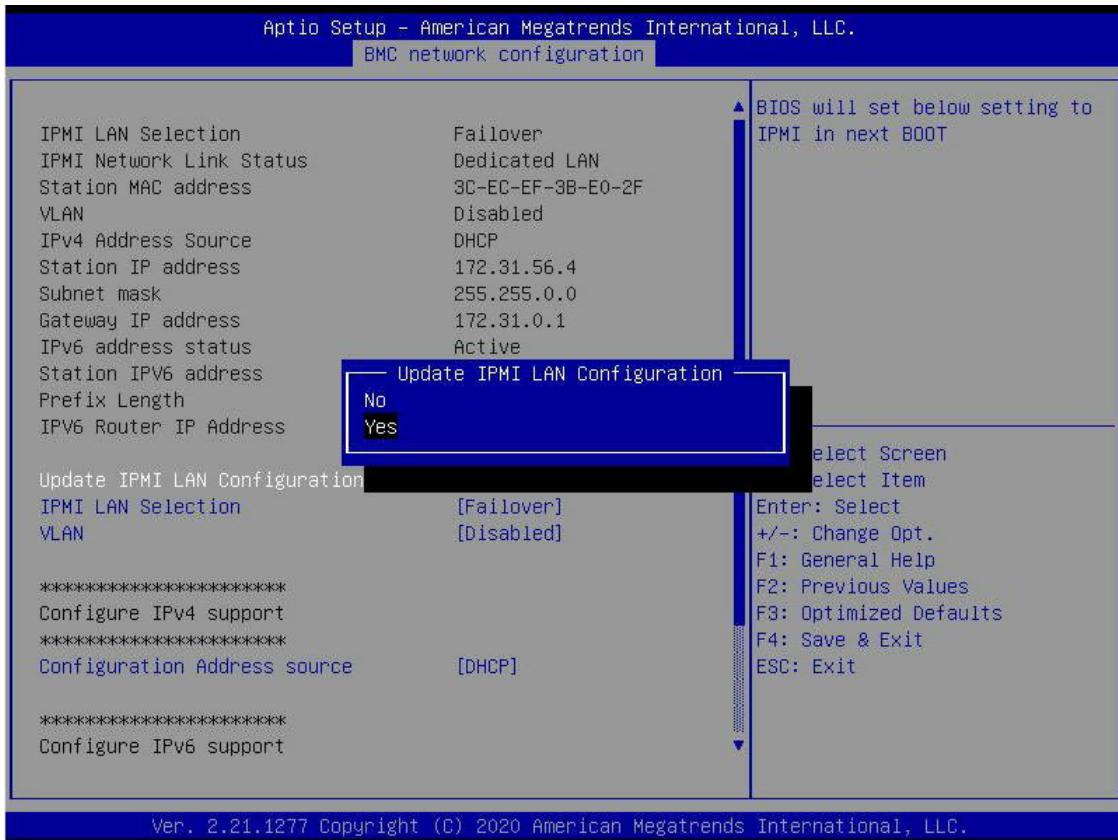 Aptio Setup – American Megatrends International, LLC.
BMC network configuration
IPMI LAN Selection Failover
IPMI Network Link Status Dedicated LAN
Station MAC address 3C-EC-EF-3B-E0-2F
VLAN Disabled
IPv4 Address Source DHCP
Station IP address 172.31.56.4
Subnet mask 255.255.0.0
Gateway IP address 172.31.0.1
IPv6 address status Active
Station IPV6 address
Prefix Length
IPV6 Router IP Address
Update IPMI LAN Configuration
No
Yes
Update IPMI LAN Configuration
IPMI LAN Selection [Failover]
VLAN [Disabled]
**********************
Configure IPv4 support
**********************
Configuration Address source [DHCP]
**********************
Configure IPv6 support
BIOS will set below setting to
IPMI in next BOOT
elect Screen
elect Item
Enter: Select
+/-: Change Opt.
F1: General Help
F2: Previous Values
F3: Optimized Defaults
F4: Save & Exit
ESC: Exit
Ver. 2.21.1277 Copyright (C) 2020 American Megatrends International, LLC.